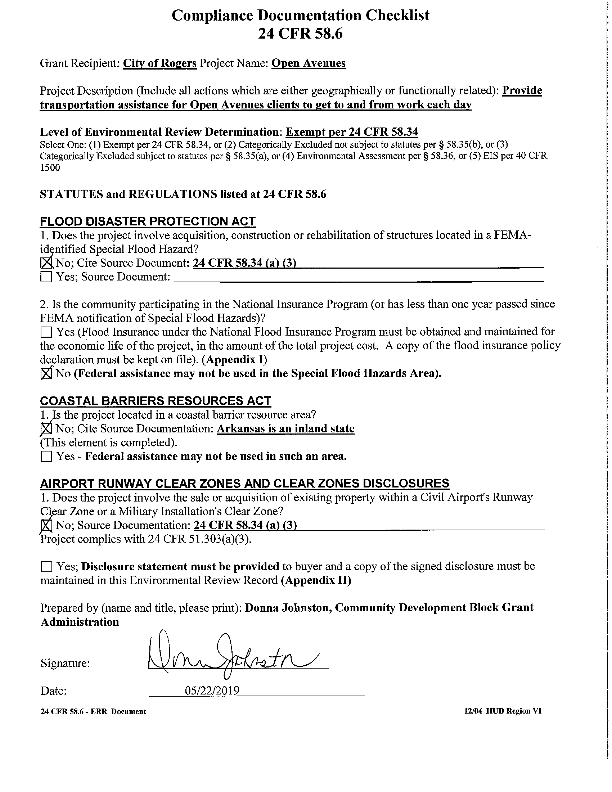 Compliance Documentation Checklist
24 CFR 58.6
Grant Recipient: City of Rogers Project Name: Open Avenues
Project Description (Include all actions which are either geographically or functionally related): Provide
transportation assistance for Open Avenues clients to get to and from work each day
Level of Environmental Review Determination: Exempt per 24 CFR 58.34
Select One: (1) Exempt per 24 CFR 58.34, or (2) Categorically Excluded not subject to statutes per § 58.35(b), or (3)
Categorically Excluded subject to statutes per § 58.35(a), or (4) Environmental Assessment per § 58.36, or (5) EIS per 40 CFR
1500
STATUTES and REGULATIONS listed at 24 CFR 58.6
FLOOD DISASTER PROTECTION ACT
1. Does the project involve acquisition, construction or rehabilitation of structures located in a FEMA-
identified Special Flood Hazard?
☒ No; Cite Source Document: 24 CFR 58.34 (a) (3)
☐ Yes; Source Document:
2. Is the community participating in the National Insurance Program (or has less than one year passed since
FEMA notification of Special Flood Hazards)?
☐ Yes (Flood Insurance under the National Flood Insurance Program must be obtained and maintained for
the economic life of the project, in the amount of the total project cost. A copy of the flood insurance policy
declaration must be kept on file). (Appendix I)
☒ No (Federal assistance may not be used in the Special Flood Hazards Area).
COASTAL BARRIERS RESOURCES ACT
1. Is the project located in a coastal barrier resource area?
☒ No; Cite Source Documentation: Arkansas is an inland state
(This element is completed).
☐ Yes - Federal assistance may not be used in such an area.
AIRPORT RUNWAY CLEAR ZONES AND CLEAR ZONES DISCLOSURES
1. Does the project involve the sale or acquisition of existing property within a Civil Airport's Runway
Clear Zone or a Military Installation's Clear Zone?
☒ No; Source Documentation: 24 CFR 58.34 (a) (3)
Project complies with 24 CFR 51.303(a)(3).
☐ Yes; Disclosure statement must be provided to buyer and a copy of the signed disclosure must be
maintained in this Environmental Review Record (Appendix II)
Prepared by (name and title, please print): Donna Johnston, Community Development Block Grant
Administration
Signature: Donna Johnston
Date: 05/22/2019
24 CFR 58.6 - ERR Document 12/04 HUD Region VI